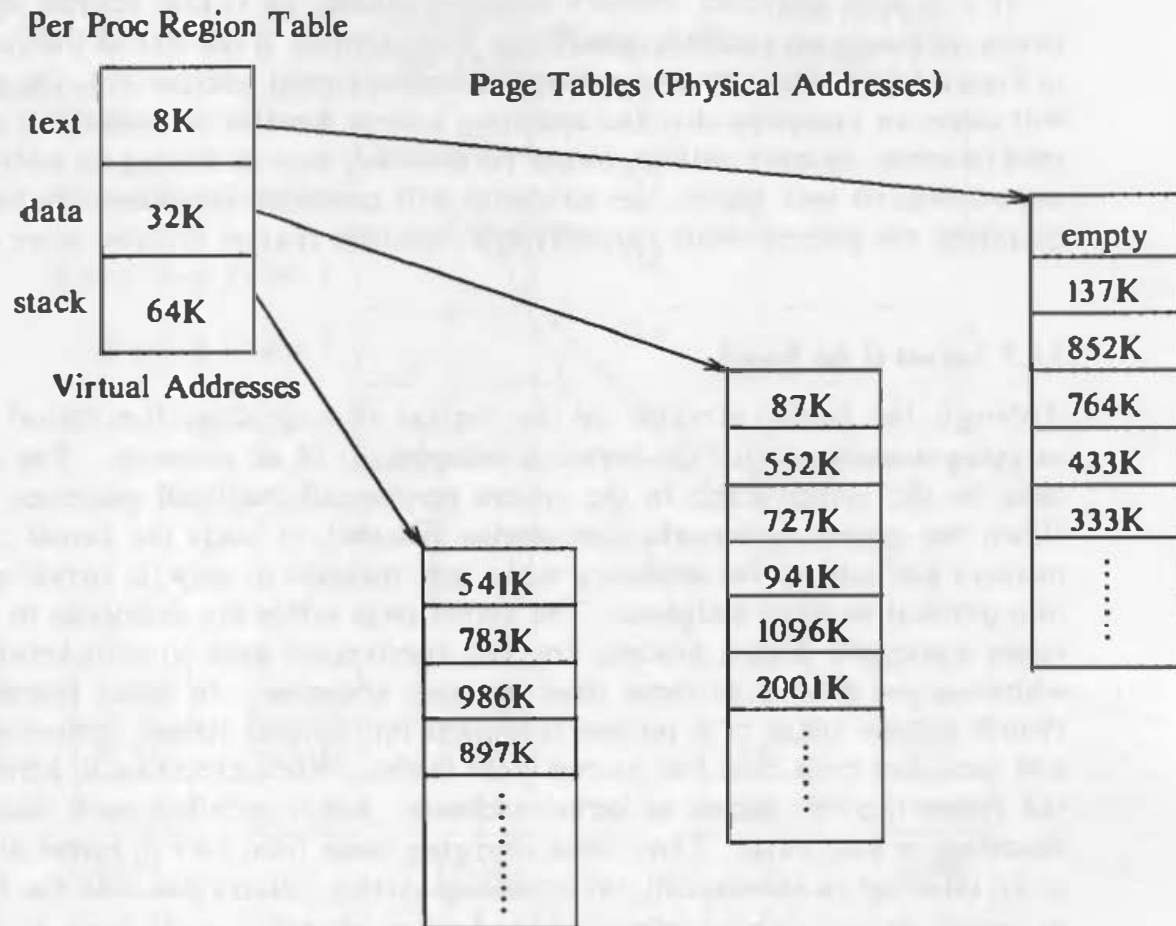 Per Proc Region Table
Page Tables (Physical Addresses)
text
8K
data
32K
stack
64K
Virtual Addresses
empty
137K
852K
764K
433K
333K
87K
552K
727K
941K
1096K
2001K
541K
783K
986K
897K